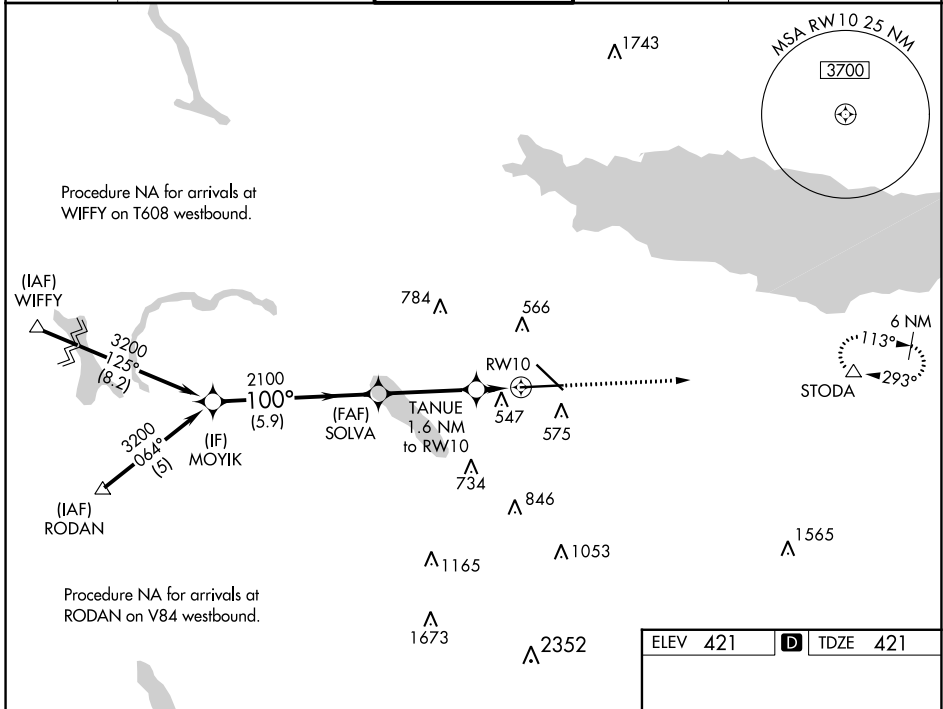 1743
MSA RW10 25 NM
3700
Procedure NA for arrivals at
WIFFY on T608 westbound.
(IAF)
WIFFY
3200
125°
(8.2)
784
566
6 NM
113°
293°
STODA
RW10
2100
100°
(5.9)
(FAF)
SOLVA
TANUE
1.6 NM
to RW10
547
575
(IF)
MOYIK
3200
064°
(5)
(IAF)
RODAN
734
846
1165
1053
1565
Procedure NA for arrivals at
RODAN on V84 westbound.
1673
2352
ELEV 421 D TDZE 421